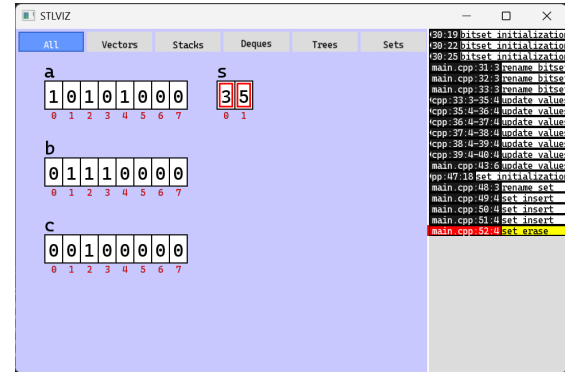 STLVIZ
All Vectors Stacks Deques Trees Sets
a s
1 0 1 0 1 0 0 0 3 5
0 1 2 3 4 5 6 7 0 1
b
0 1 1 1 0 0 0 0
0 1 2 3 4 5 6 7
c
0 0 1 0 0 0 0 0
0 1 2 3 4 5 6 7
30:19 bitset initializatio
30:22 bitset initializatio
30:25 bitset initializatio
main.cpp:31:3 rename bitse
main.cpp:32:3 rename bitse
main.cpp:33:3 rename bitse
cpp:33:3-35:4 update value
cpp:35:4-36:4 update value
cpp:36:4-37:4 update value
cpp:37:4-38:4 update value
cpp:38:4-39:4 update value
cpp:39:4-40:4 update value
main.cpp:43:6 update value
pp:47:18 set initializatio
main.cpp:48:3 rename set
main.cpp:49:4 set insert
main.cpp:50:4 set insert
main.cpp:51:4 set insert
main.cpp:52:4 set erase